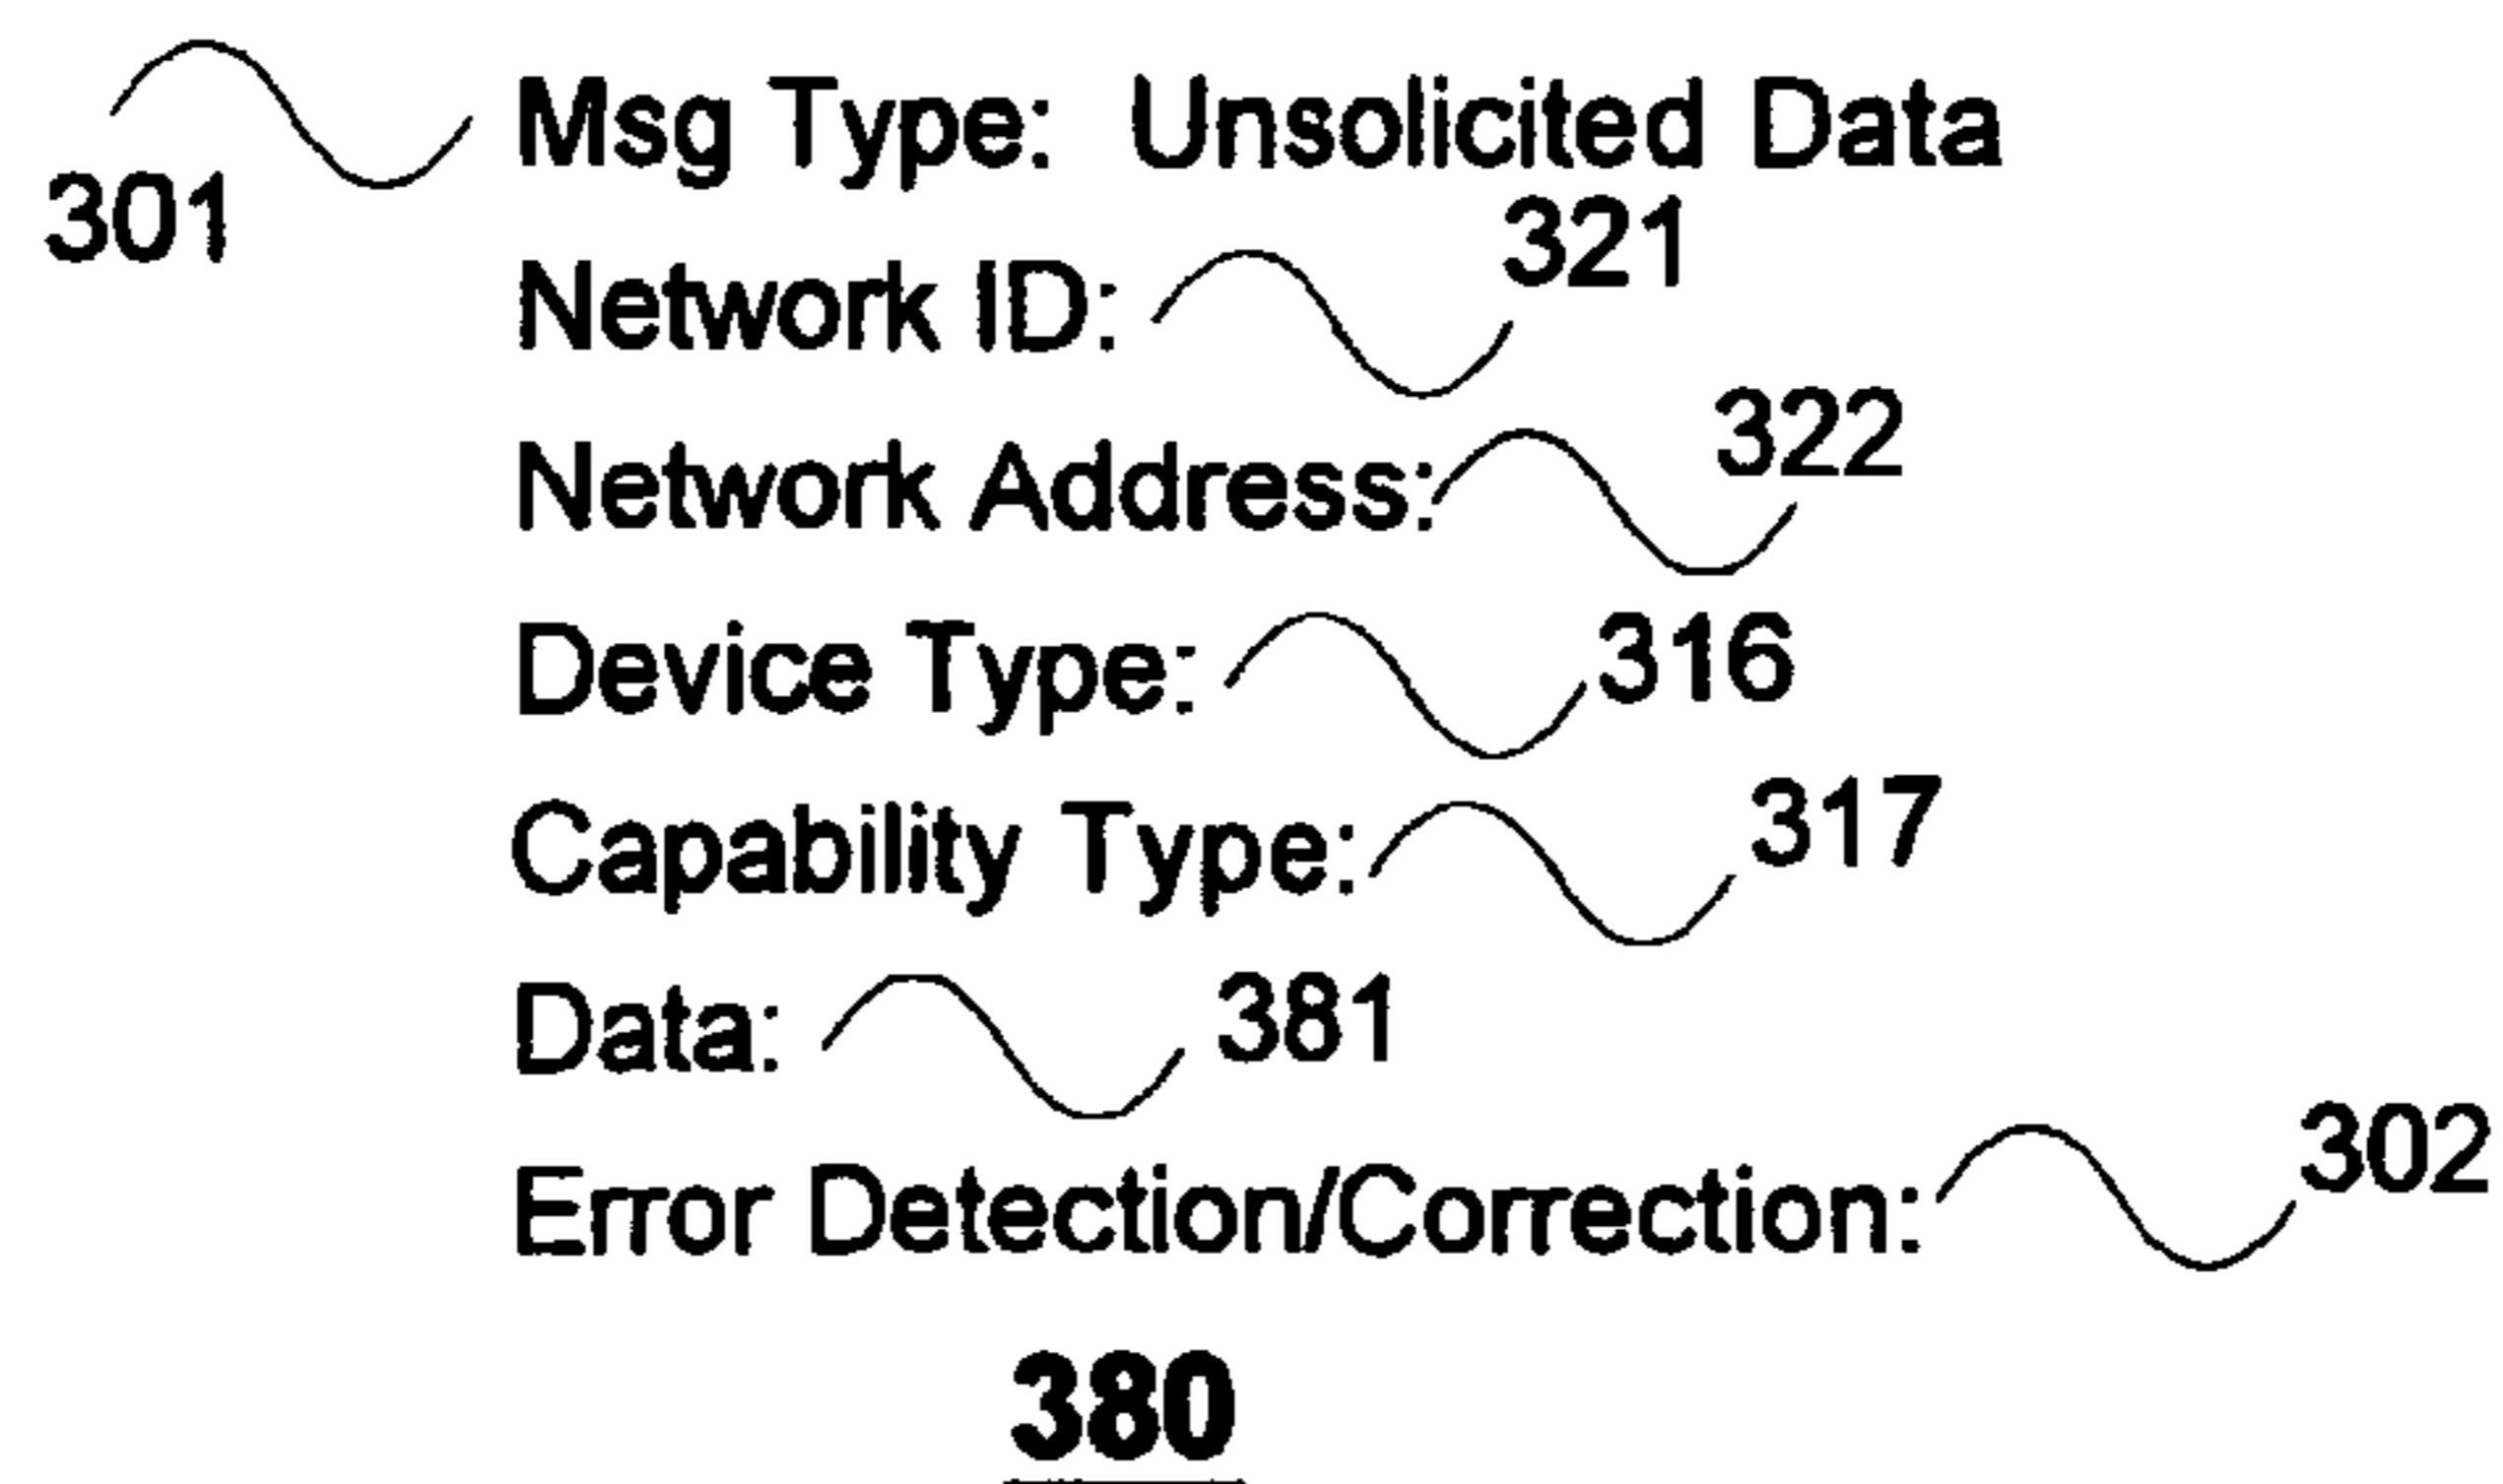 301 Msg Type: Unsolicited Data
Network ID: 321
Network Address: 322
Device Type: 316
Capability Type: 317
Data: 381
Error Detection/Correction: 302
380